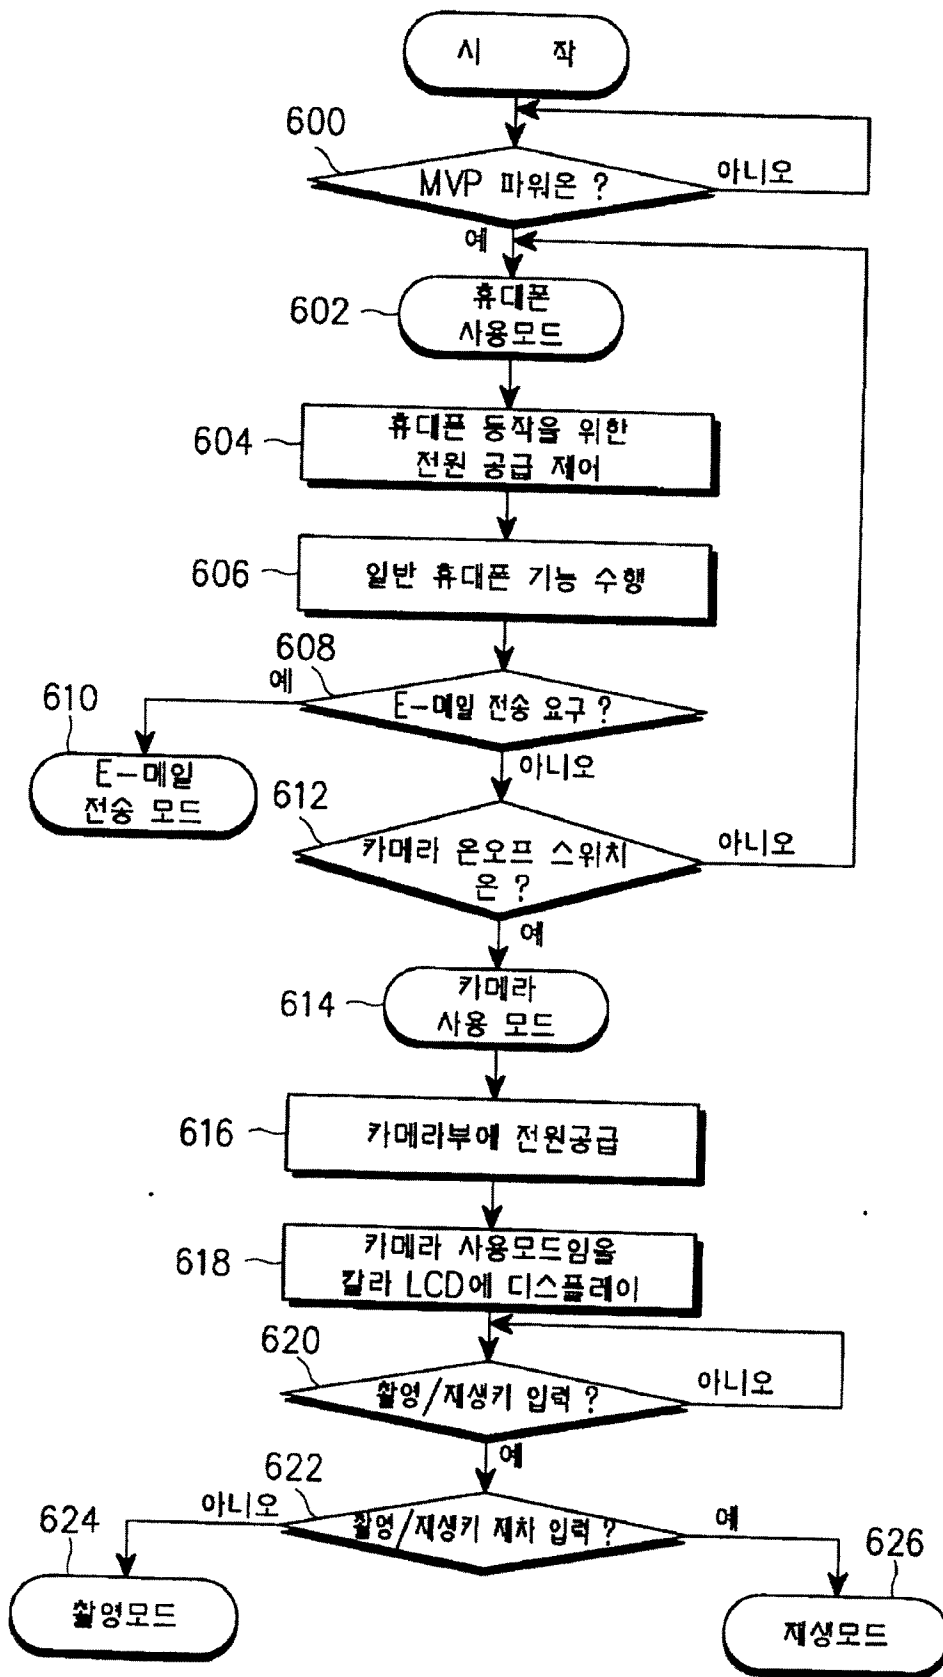 시 작
600
MVP 파워온 ?
아니오
예
602
휴대폰
사용모드
604
휴대폰 동작을 위한
전원 공급 제어
606
일반 휴대폰 기능 수행
608
예
E-메일 전송 요구 ?
610
E-메일
전송 모드
아니오
612
카메라 온오프 스위치
온 ?
아니오
예
614
카메라
사용 모드
616
카메라부에 전원공급
618
카메라 사용모드임을
칼라 LCD에 디스플레이
620
촬영/재생키 입력 ?
아니오
예
622
아니오
촬영/재생키 재차 입력 ?
예
624
촬영모드
626
재생모드